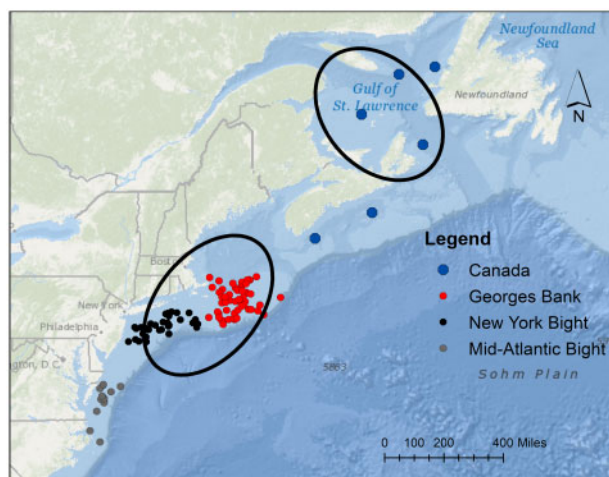 Newfoundland
Sea
Gulf of
St. Lawrence
Newfoundland
N
Legend
Canada
Georges Bank
New York Bight
Mid-Atlantic Bight
Bost
New York
Philadelphia
ngton, D.C.
Sohm Plain
0 100 200 400 Miles